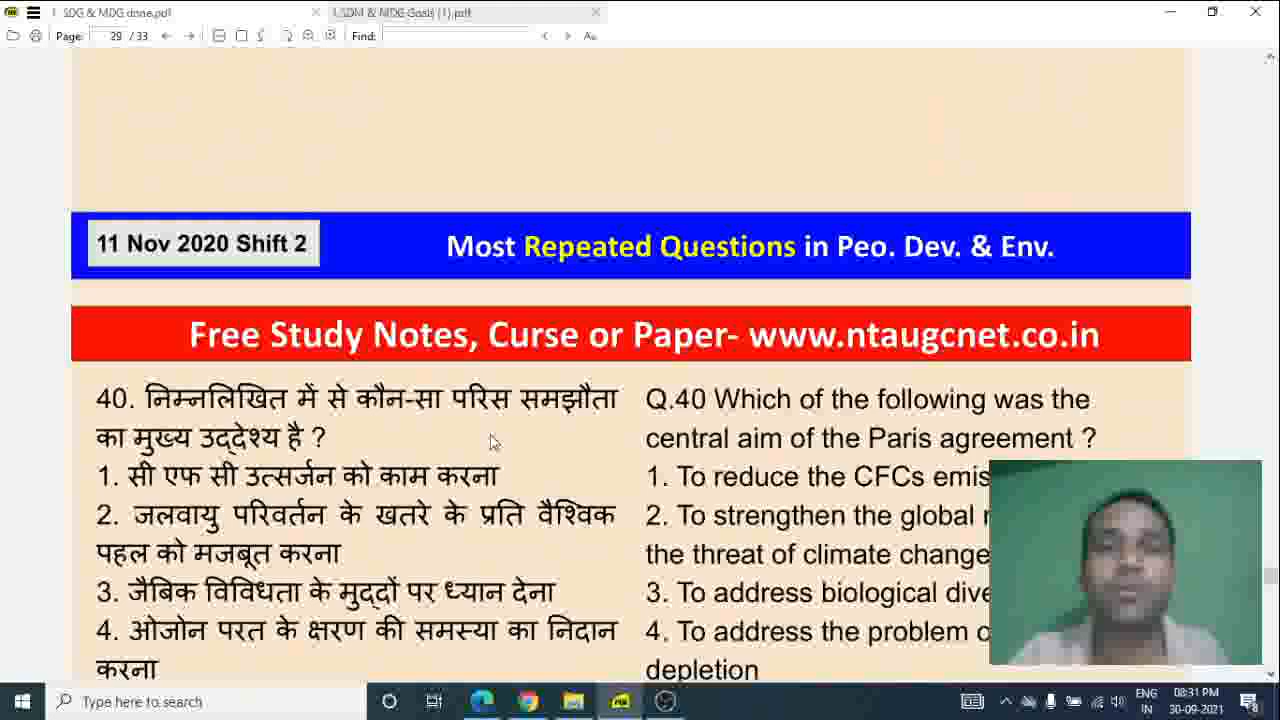 SDG & MDG done.pdf
LSDM & MDG Goals (1).pdf
Page: 29 / 33
Find:
Aa
11 Nov 2020 Shift 2
Most Repeated Questions in Peo. Dev. & Env.
Free Study Notes, Curse or Paper- www.ntaugcnet.co.in
40. निम्नलिखित में से कौन-सा परिस समझौता
का मुख्य उद्देश्य है ?
1. सी एफ सी उत्सर्जन को काम करना
2. जलवायु परिवर्तन के खतरे के प्रति वैश्विक
पहल को मजबूत करना
3. जैबिक विविधता के मुद्दों पर ध्यान देना
4. ओजोन परत के क्षरण की समस्या का निदान
करना
Q.40 Which of the following was the
central aim of the Paris agreement ?
1. To reduce the CFCs emis
2. To strengthen the global
the threat of climate change
3. To address biological dive
4. To address the problem o
depletion
Type here to search
ENG
IN
08:31 PM
30-09-2021
8